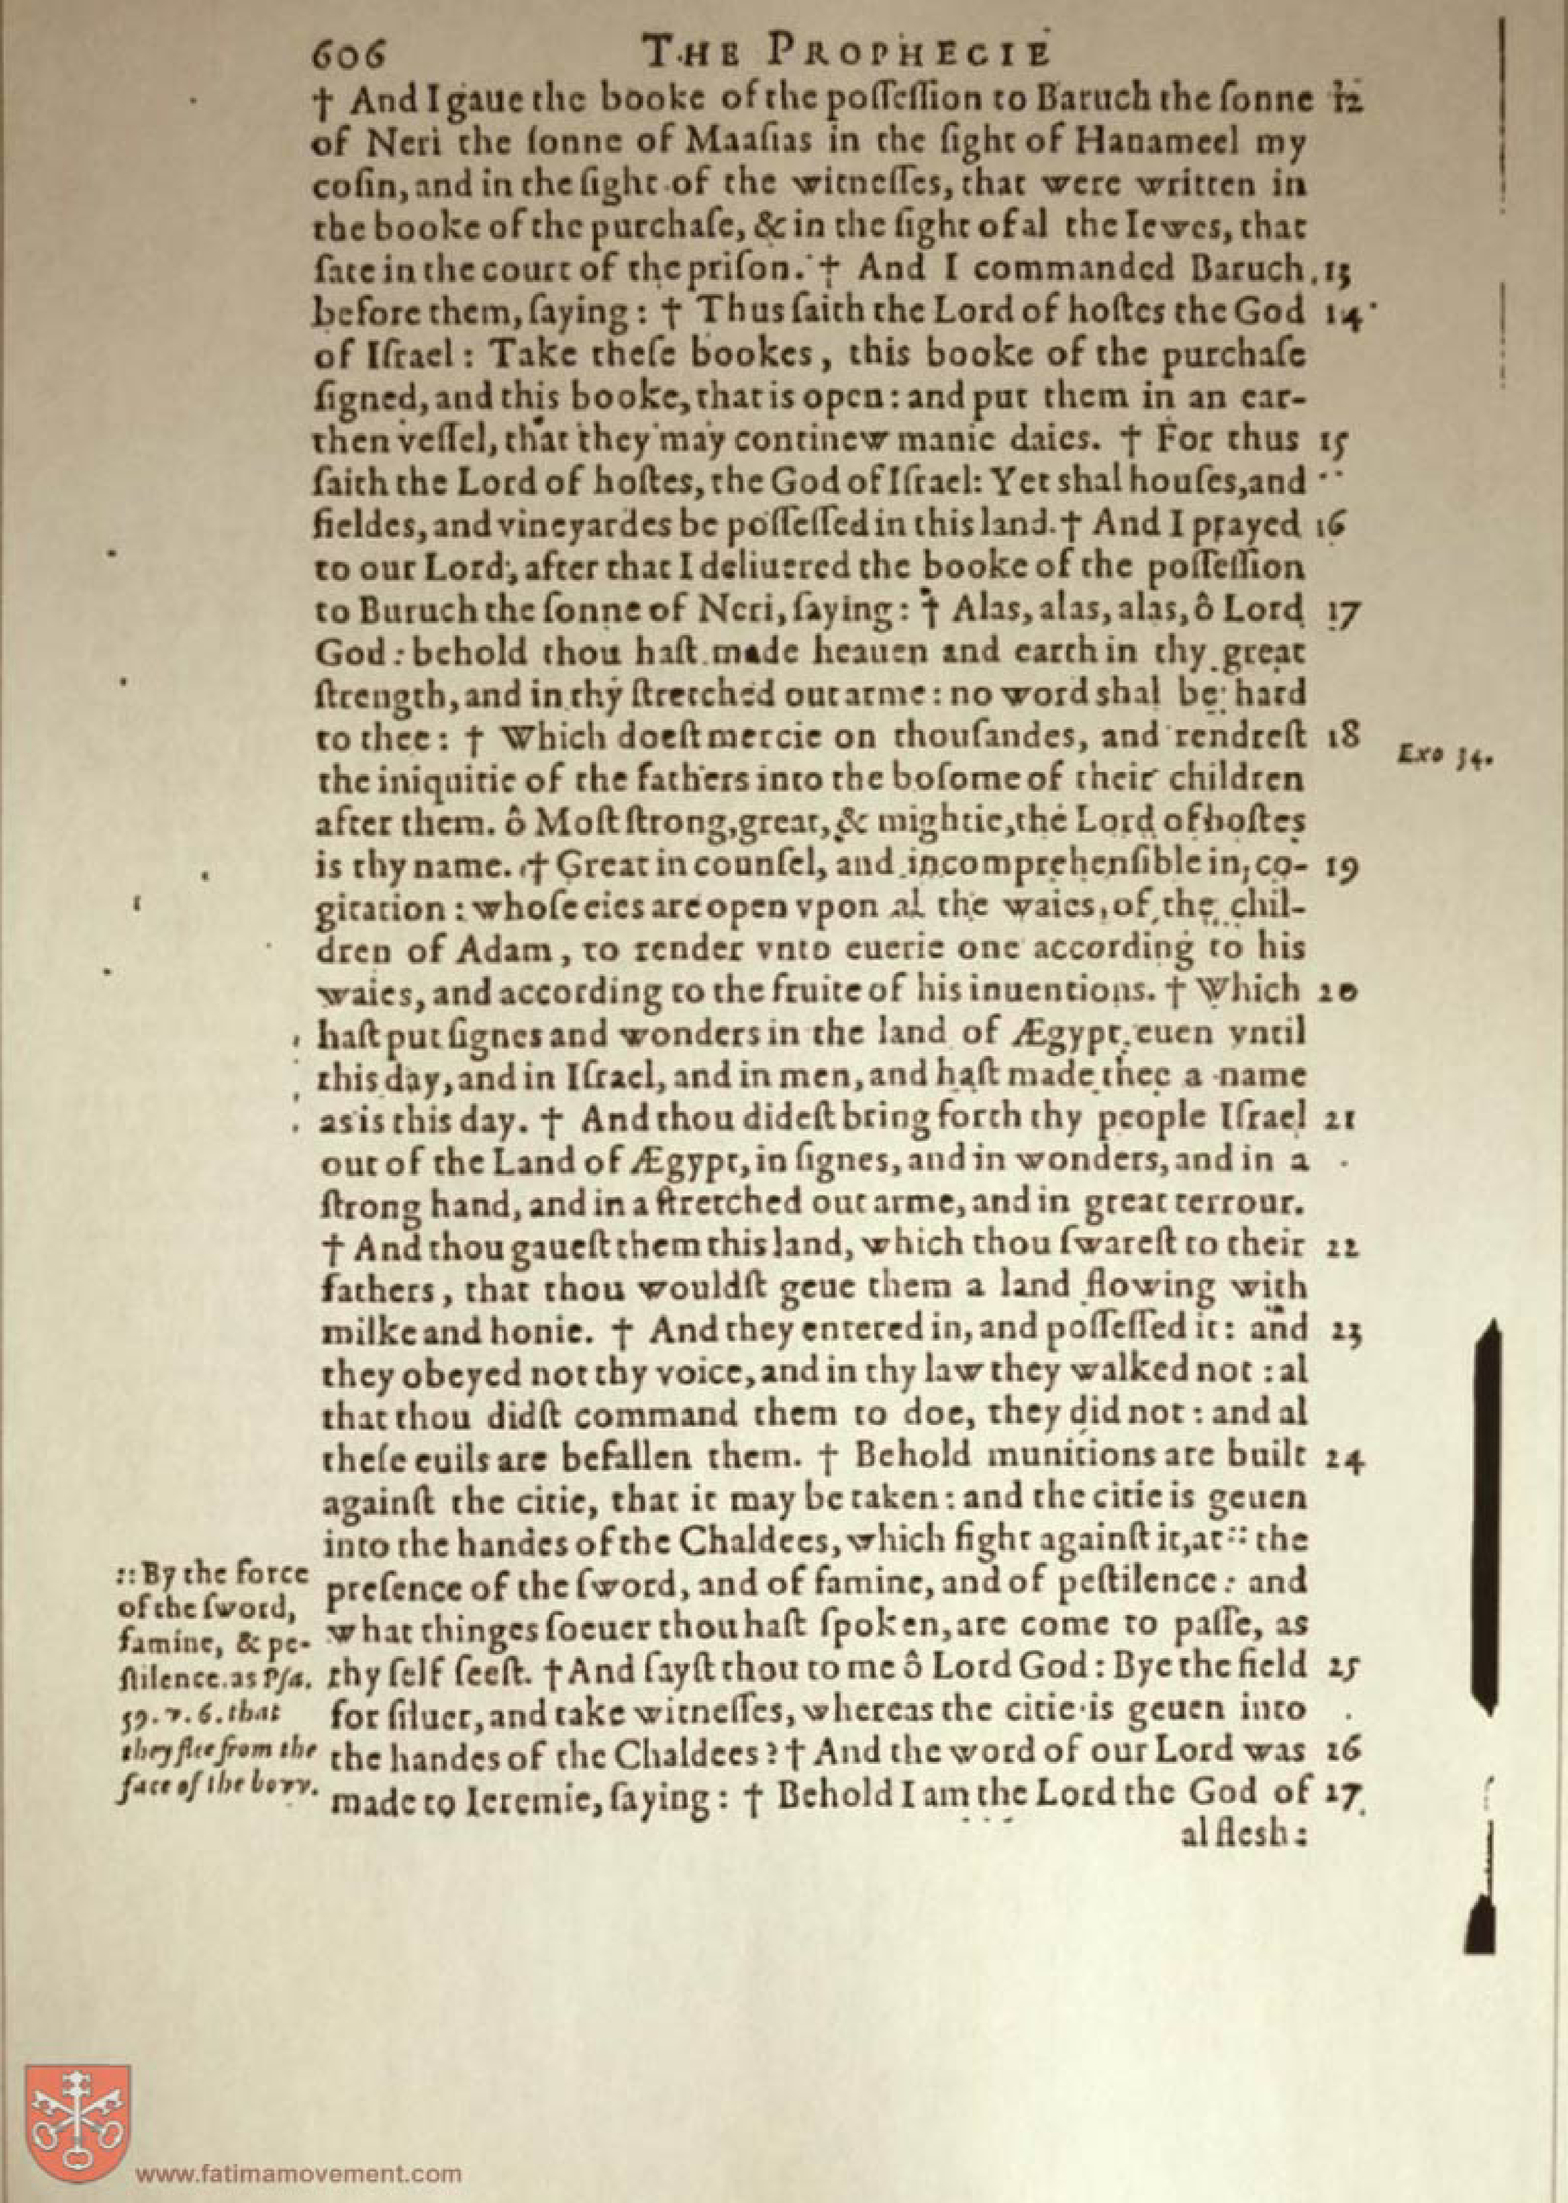 606 THE PROPHECIE
† And I gaue the booke of the poſſeſſion to Baruch the ſonne 12
of Neri the ſonne of Maaſias in the ſight of Hanameel my
coſin, and in the ſight of the witneſſes, that were written in
the booke of the purchaſe, & in the ſight of al the Iewes, that
ſate in the court of the priſon. † And I commanded Baruch 13
before them, ſaying: † Thus ſaith the Lord of hoſtes the God 14
of Iſrael: Take theſe bookes, this booke of the purchaſe
ſigned, and this booke, that is open: and put them in an ear-
then veſſel, that they may continew manie daies. † For thus 15
ſaith the Lord of hoſtes, the God of Iſrael: Yet shal houſes, and
fieldes, and vineyardes be poſſeſſed in this land. † And I prayed 16
to our Lord, after that I deliuered the booke of the poſſeſſion
to Buruch the ſonne of Neri, ſaying: † Alas, alas, alas, ô Lord 17
God: behold thou haſt made heauen and earth in thy great
ſtrength, and in thy ſtretched out arme: no word shal be hard
to thee: † Which doeſt mercie on thouſandes, and rendreſt 18
Exo 34.
the iniquitie of the fathers into the boſome of their children
after them. ô Moſt ſtrong, great, & mightie, the Lord of hoſtes
is thy name. † Great in counſel, and incomprehenſible in co- 19
gitation: whoſe eies are open vpon al the waies of the chil-
dren of Adam, to render vnto euerie one according to his
waies, and according to the fruite of his inuentions. † Which 20
haſt put ſignes and wonders in the land of Ægypt euen vntil
this day, and in Iſrael, and in men, and haſt made thee a name
as is this day. † And thou dideſt bring forth thy people Iſrael 21
out of the Land of Ægypt, in ſignes, and in wonders, and in a
ſtrong hand, and in a ſtretched out arme, and in great terrour.
† And thou gaueſt them this land, which thou ſwareſt to their 22
fathers, that thou wouldſt geue them a land flowing with
milke and honie. † And they entered in, and poſſeſſed it: and 23
they obeyed not thy voice, and in thy law they walked not: al
that thou didſt command them to doe, they did not: and al
theſe euils are befallen them. † Behold munitions are built 24
againſt the citie, that it may be taken: and the citie is geuen
into the handes of the Chaldees, which fight againſt it, at :: the
preſence of the ſword, and of famine, and of peſtilence: and
what thinges ſoeuer thou haſt ſpoken, are come to paſſe, as
thy ſelf ſeeſt. † And ſayſt thou to me ô Lord God: Bye the field 25
for ſiluer, and take witneſſes, whereas the citie is geuen into
the handes of the Chaldees? † And the word of our Lord was 26
made to Ieremie, ſaying: † Behold I am the Lord the God of 27
al flesh:
:: By the force
of the ſword,
famine, & pe-
ſtilence. as Pſa.
59. v. 6. that
they flee from the
face of the bovv.
www.fatimamovement.com